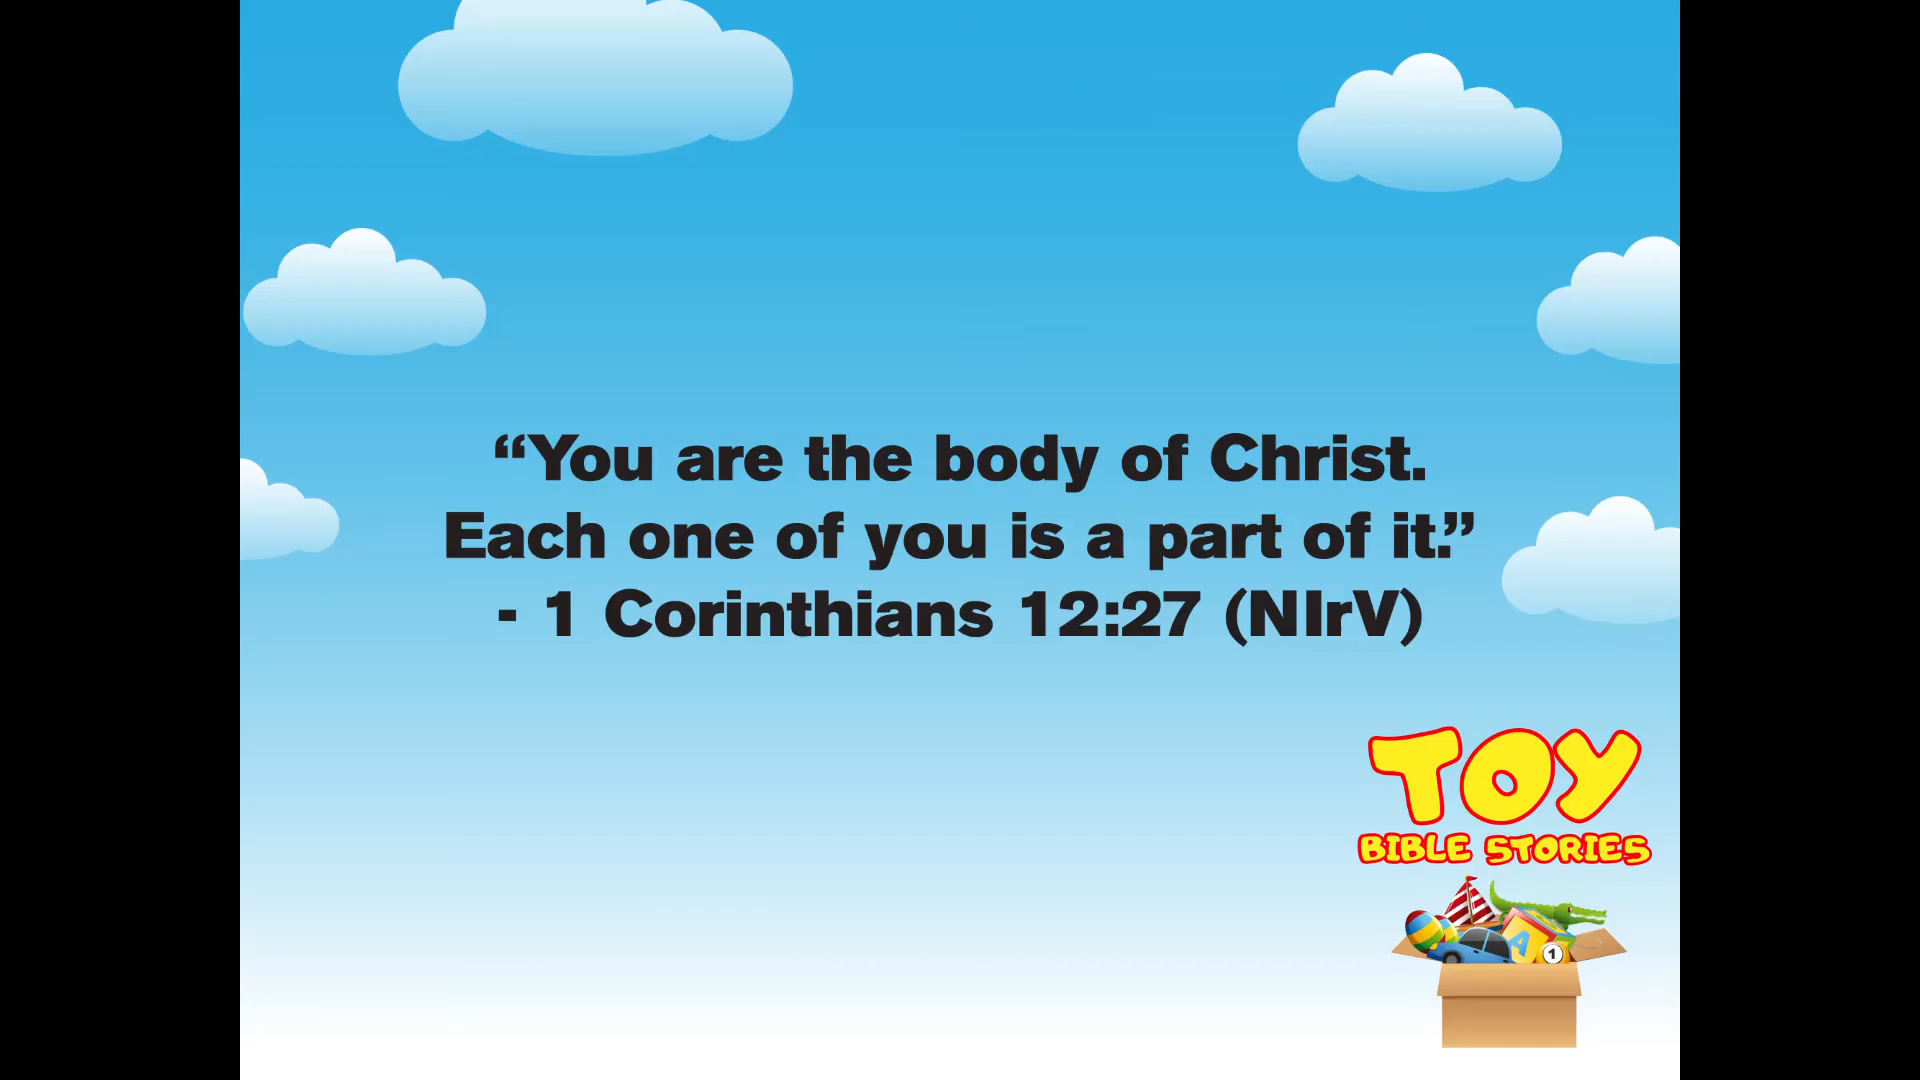 “You are the body of Christ.
Each one of you is a part of it.”
- 1 Corinthians 12:27 (NIrV)
TOY
BIBLE STORIES
A
1